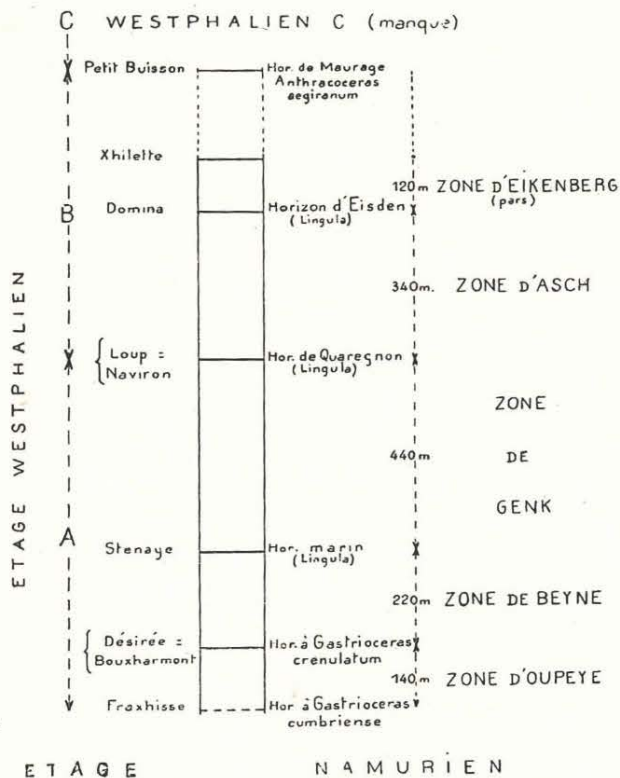 C WESTPHALIEN C (manque)
Petit Buisson
Hor. de Maurage
Anthracoceras
aegiranum
Xhilette
120m ZONE D'EIKENBERG
(pars)
B
Domina
Horizon d'Eisden
(Lingula)
340m. ZONE D'ASCH
ETAGE WESTPHALIEN
Loup =
Naviron
Hor. de Quaregnon
(Lingula)
ZONE
440m DE
GENK
A
Stenaye
Hor. marin
(Lingula)
220m ZONE DE BEYNE
Désirée =
Bouxharmont
Hor. à Gastrioceras
crenulatum
140m ZONE D'OUPEYE
Fraxhisse
Hor à Gastrioceras
cumbriense
ETAGE NAMURIEN